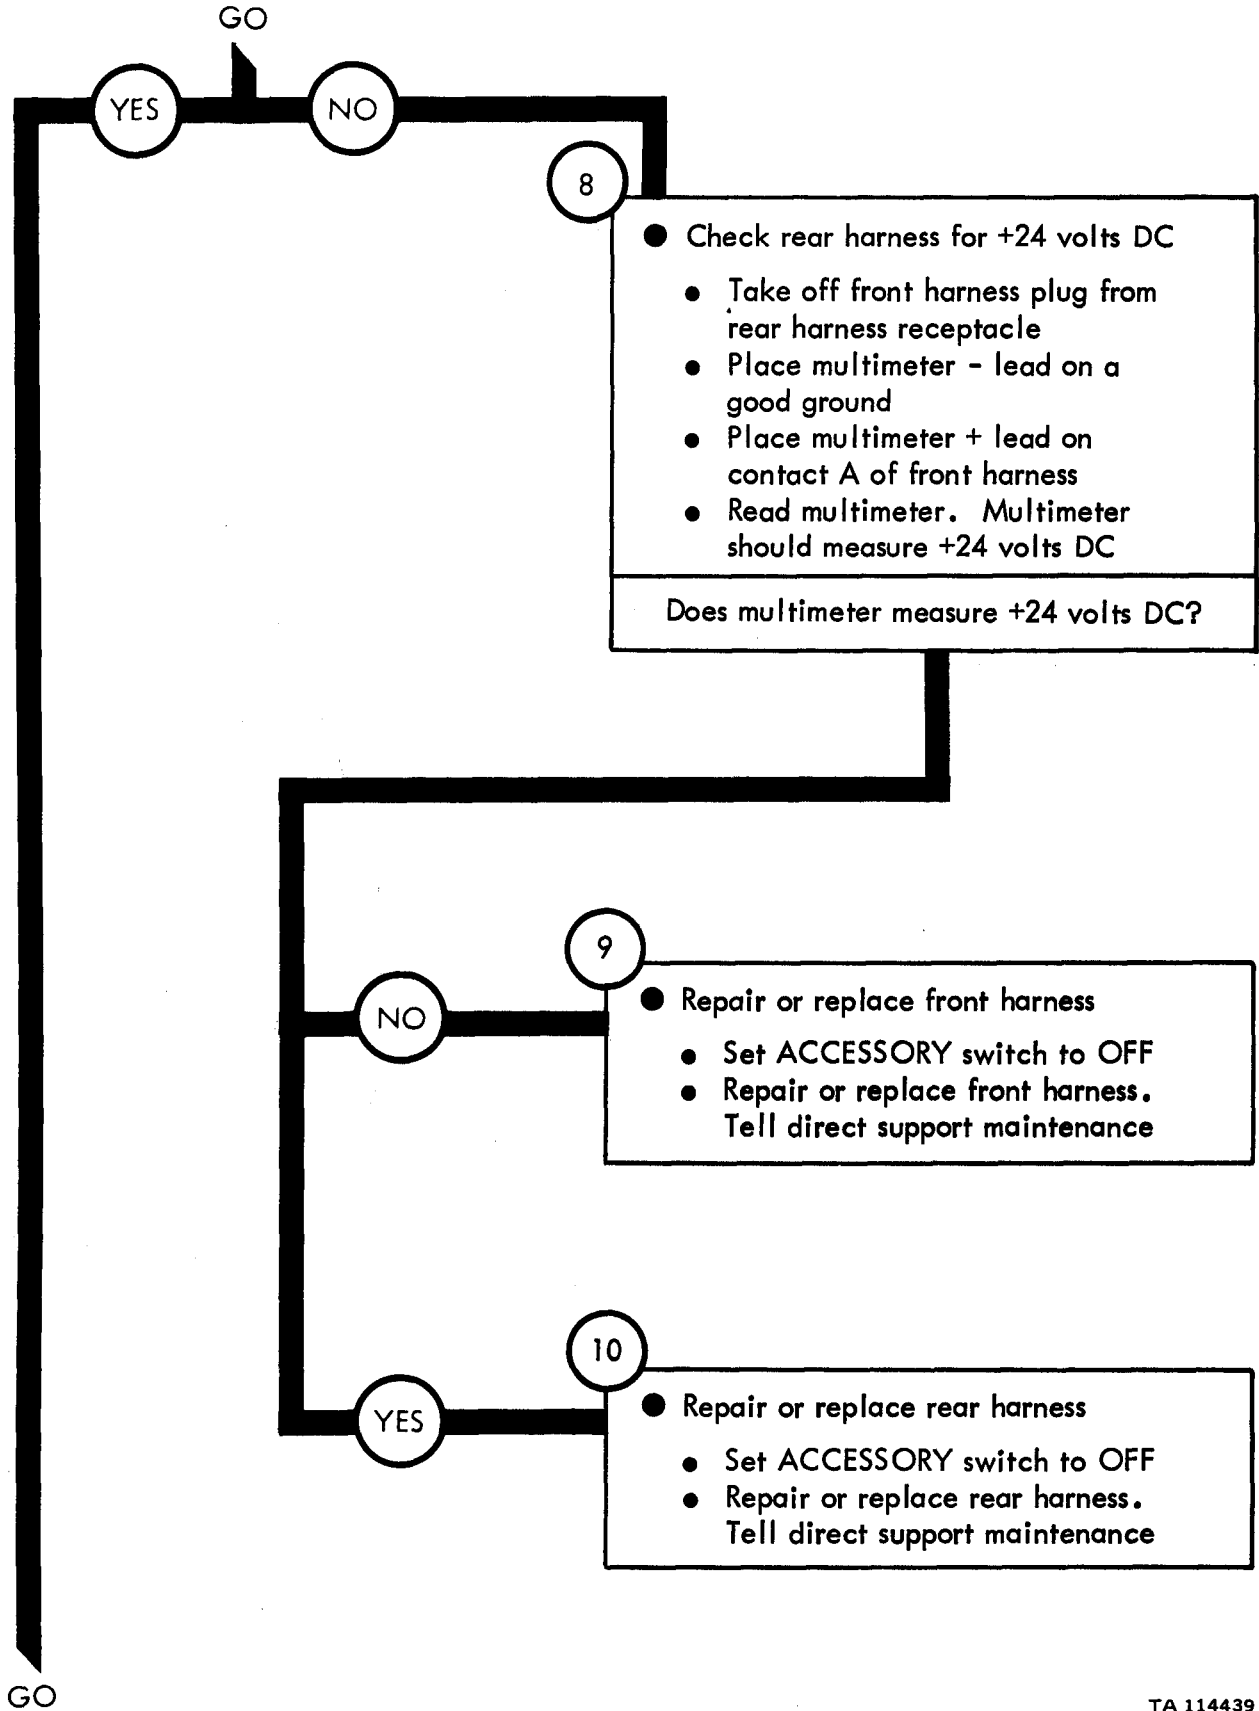 GO
YES
NO
8
● Check rear harness for +24 volts DC
● Take off front harness plug from
rear harness receptacle
● Place multimeter - lead on a
good ground
● Place multimeter + lead on
contact A of front harness
● Read multimeter. Multimeter
should measure +24 volts DC
Does multimeter measure +24 volts DC?
9
NO
● Repair or replace front harness
● Set ACCESSORY switch to OFF
● Repair or replace front harness.
Tell direct support maintenance
10
YES
● Repair or replace rear harness
● Set ACCESSORY switch to OFF
● Repair or replace rear harness.
Tell direct support maintenance
GO
TA 114439